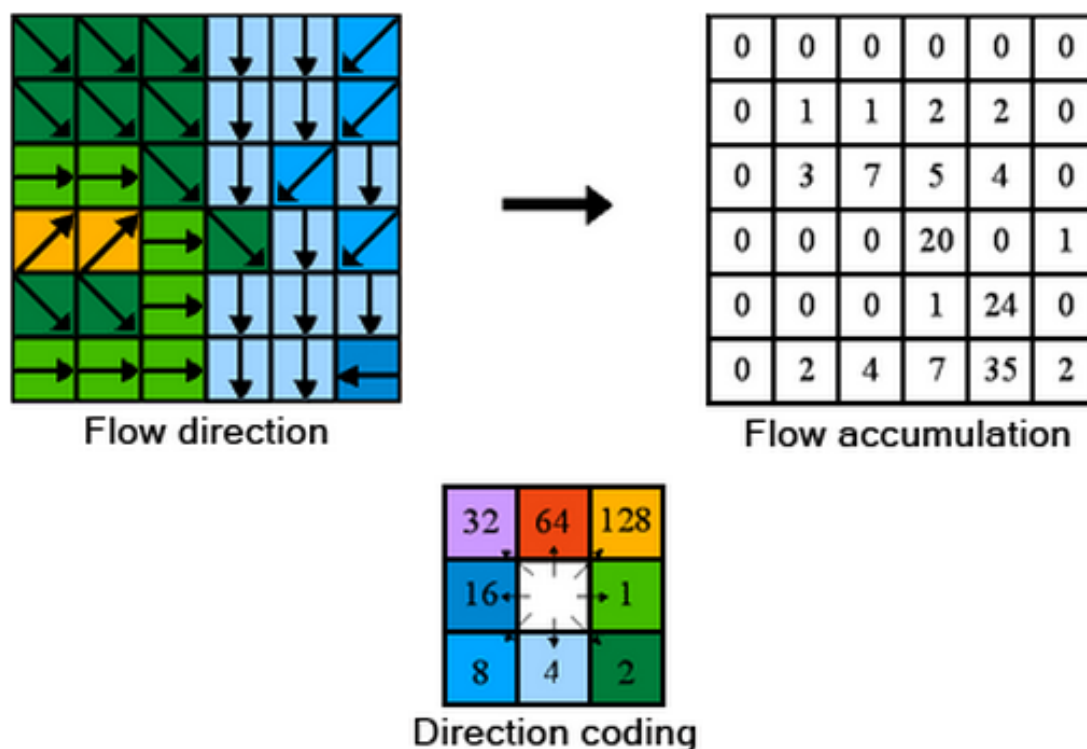 0 0 0 0 0 0
0 1 1 2 2 0
0 3 7 5 4 0
0 0 0 20 0 1
0 0 0 1 24 0
0 2 4 7 35 2
Flow direction
Flow accumulation
32 64 128
16 1
8 4 2
Direction coding